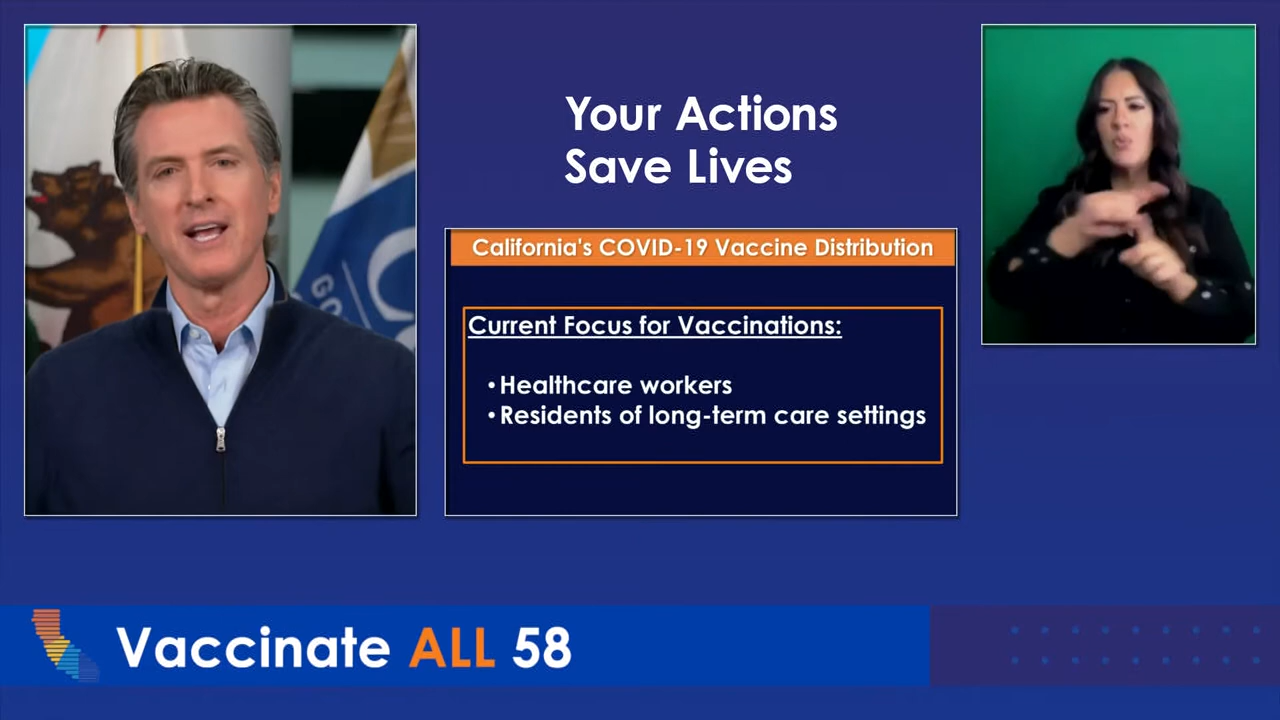 Your Actions
Save Lives
California's COVID-19 Vaccine Distribution
Current Focus for Vaccinations:
•Healthcare workers
•Residents of long-term care settings
Vaccinate ALL 58